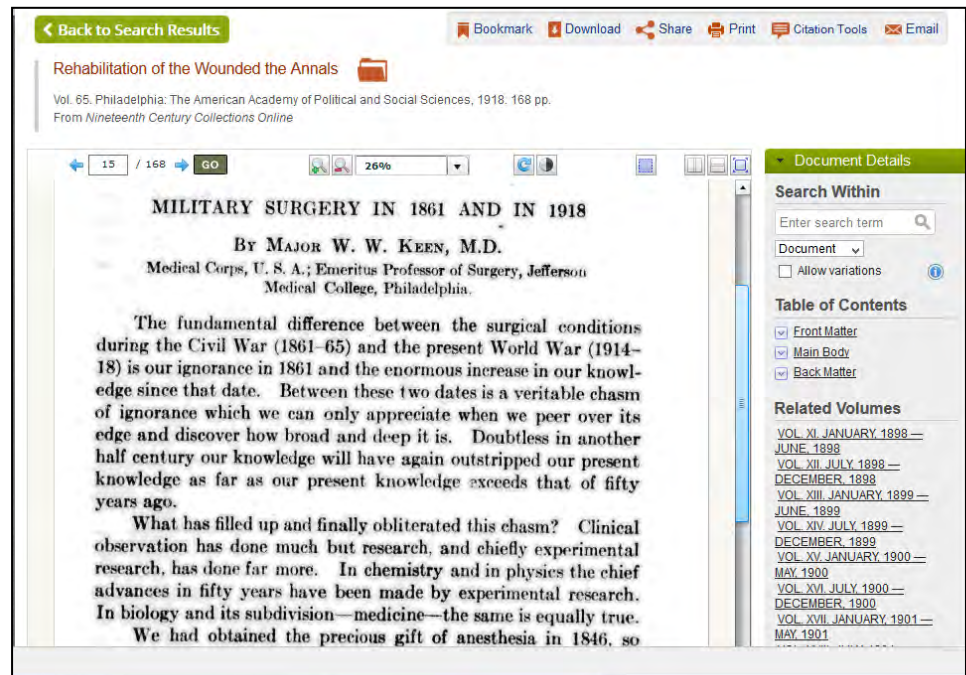 Back to Search Results
Bookmark Download Share Print Citation Tools Email
Rehabilitation of the Wounded the Annals
Vol. 65. Philadelphia: The American Academy of Political and Social Sciences, 1918. 168 pp.
From Nineteenth Century Collections Online
15 / 168 GO 26%
MILITARY SURGERY IN 1861 AND IN 1918
By Major W. W. Keen, M.D.
Medical Corps, U. S. A.; Emeritus Professor of Surgery, Jefferson
Medical College, Philadelphia.
The fundamental difference between the surgical conditions
during the Civil War (1861–65) and the present World War (1914–
18) is our ignorance in 1861 and the enormous increase in our knowl-
edge since that date. Between these two dates is a veritable chasm
of ignorance which we can only appreciate when we peer over its
edge and discover how broad and deep it is. Doubtless in another
half century our knowledge will have again outstripped our present
knowledge as far as our present knowledge exceeds that of fifty
years ago.
What has filled up and finally obliterated this chasm? Clinical
observation has done much but research, and chiefly experimental
research, has done far more. In chemistry and in physics the chief
advances in fifty years have been made by experimental research.
In biology and its subdivision—medicine—the same is equally true.
We had obtained the precious gift of anesthesia in 1846, so
Document Details
Search Within
Enter search term
Document
Allow variations
Table of Contents
Front Matter
Main Body
Back Matter
Related Volumes
VOL. XI. JANUARY, 1898 —
JUNE, 1898
VOL. XII. JULY, 1898 —
DECEMBER, 1898
VOL. XIII. JANUARY, 1899 —
JUNE, 1899
VOL. XIV. JULY, 1899 —
DECEMBER, 1899
VOL. XV. JANUARY, 1900 —
MAY, 1900
VOL. XVI. JULY, 1900 —
DECEMBER, 1900
VOL. XVII. JANUARY, 1901 —
MAY, 1901